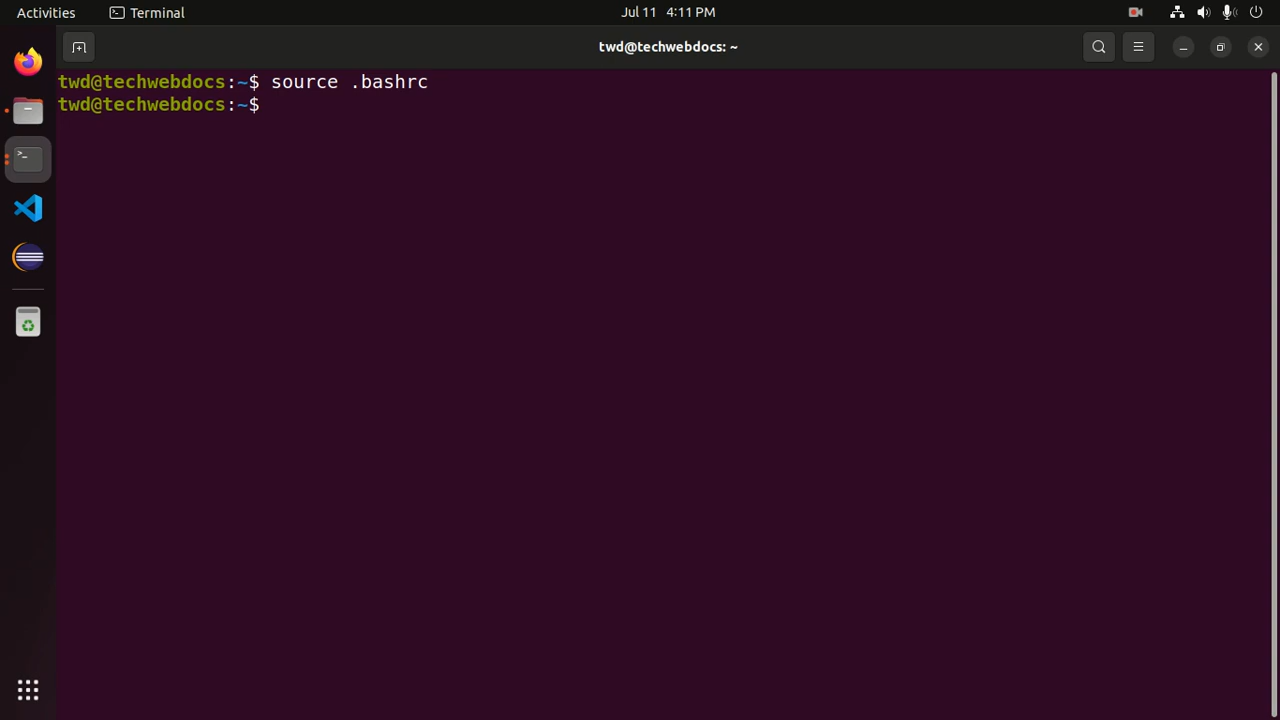 Activities Terminal Jul 11 4:11 PM
twd@techwebdocs: ~
twd@techwebdocs:~$ source .bashrc
twd@techwebdocs:~$